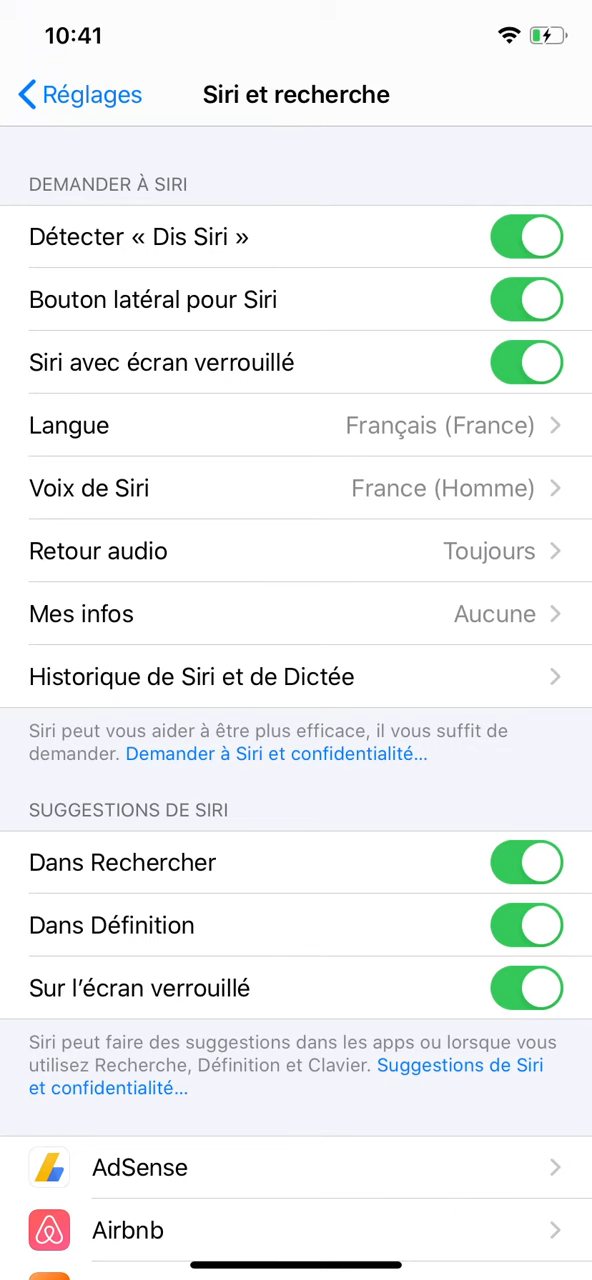 10:41
Réglages
Siri et recherche
DEMANDER À SIRI
Détecter « Dis Siri »
Bouton latéral pour Siri
Siri avec écran verrouillé
Langue Français (France)
Voix de Siri France (Homme)
Retour audio Toujours
Mes infos Aucune
Historique de Siri et de Dictée
Siri peut vous aider à être plus efficace, il vous suffit de
demander. Demander à Siri et confidentialité...
SUGGESTIONS DE SIRI
Dans Rechercher
Dans Définition
Sur l’écran verrouillé
Siri peut faire des suggestions dans les apps ou lorsque vous
utilisez Recherche, Définition et Clavier. Suggestions de Siri
et confidentialité...
AdSense
Airbnb